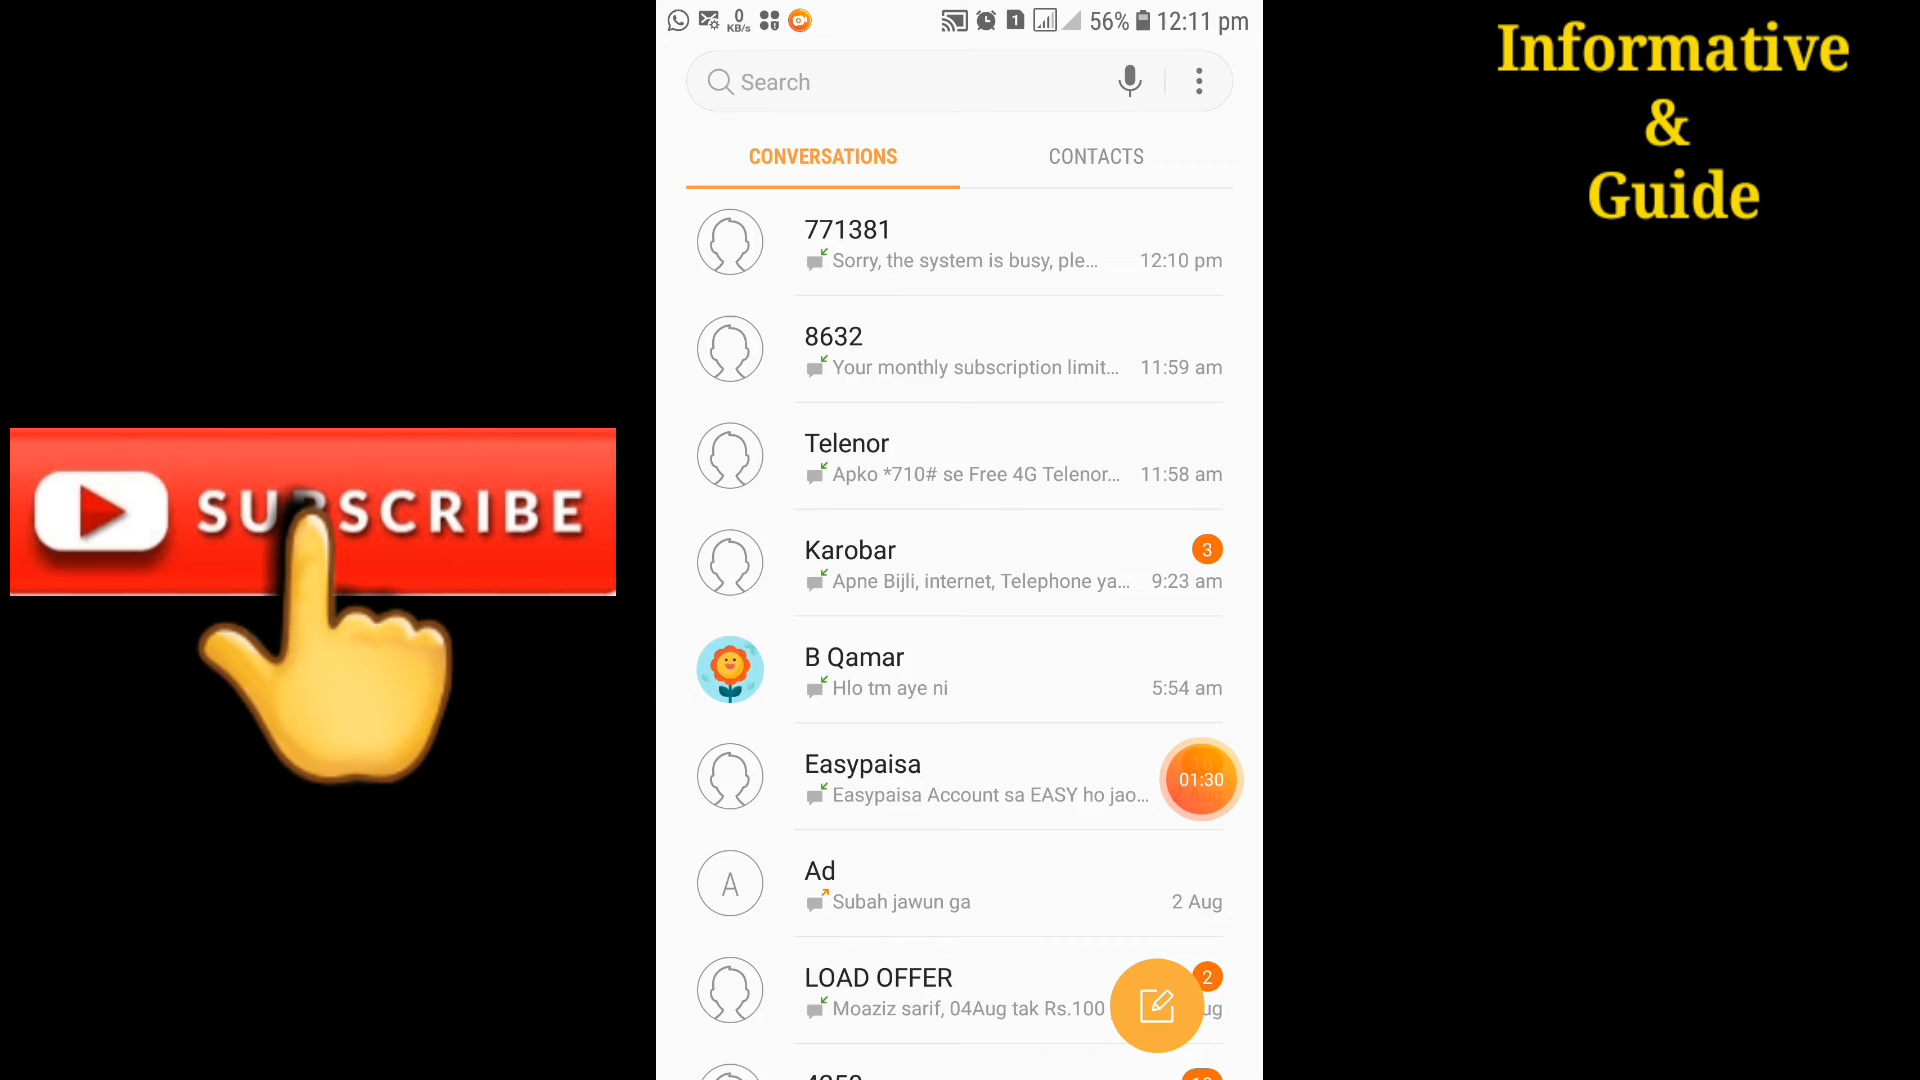 0
KB/s
1
56%
12:11 pm
Informative
&
Guide
Search
CONVERSATIONS
CONTACTS
771381
Sorry, the system is busy, ple...
12:10 pm
8632
Your monthly subscription limit...
11:59 am
SUBSCRIBE
Telenor
Apko *710# se Free 4G Telenor...
11:58 am
Karobar
3
Apne Bijli, internet, Telephone ya...
9:23 am
B Qamar
Hlo tm aye ni
5:54 am
Easypaisa
01:30
Easypaisa Account sa EASY ho jao...
A
Ad
Subah jawun ga
2 Aug
LOAD OFFER
2
Moaziz sarif, 04Aug tak Rs.100
ug